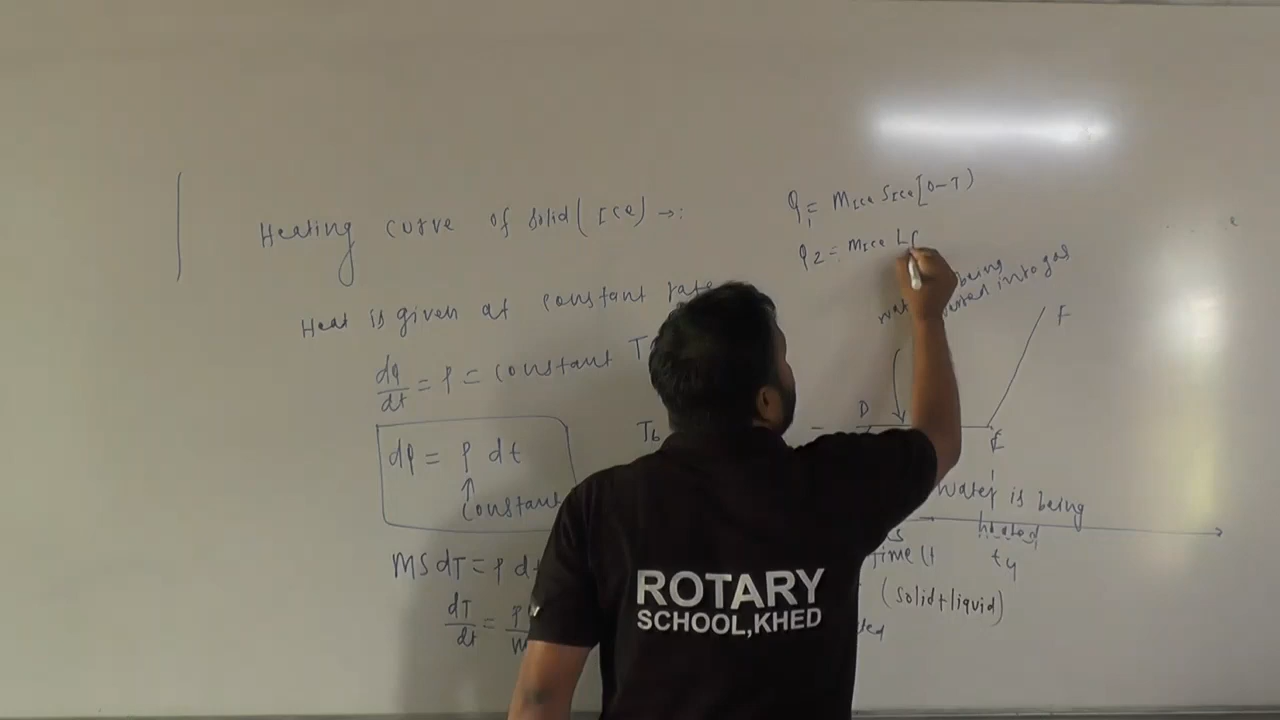 Heating curve of solid (Ice) →:
Heat is given at constant rate
dQ/dt = P = constant
dQ = P dt
↑
constant
MS dT = P dt
dT/dt = P
Q1 = MIce SIce [0-T)
Q2 = MIce Lf
being
into gas
F
D
E
Tb
Water is being
heated
Time (t
t4
(solid+liquid)
ROTARY
SCHOOL,KHED